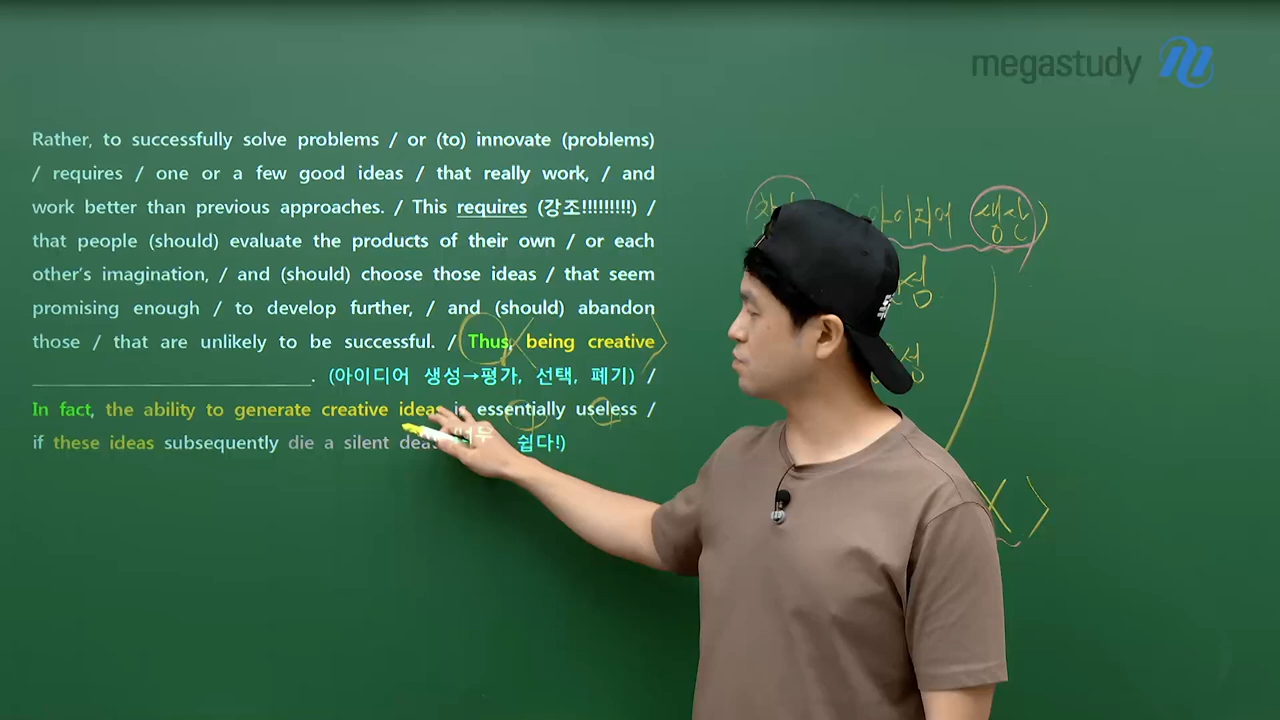 megastudy
Rather, to successfully solve problems / or (to) innovate (problems)
/ requires / one or a few good ideas / that really work, / and
work better than previous approaches. / This requires (강조!!!!!!!!!) /
that people (should) evaluate the products of their own / or each
other's imagination, / and (should) choose those ideas / that seem
promising enough / to develop further, / and (should) abandon
those / that are unlikely to be successful. / Thus, being creative
____________________________. (아이디어 생성→평가, 선택, 폐기) /
In fact, the ability to generate creative ideas is essentially useless /
if these ideas subsequently die a silent 쉽다!)
이디어 생산)
성
성